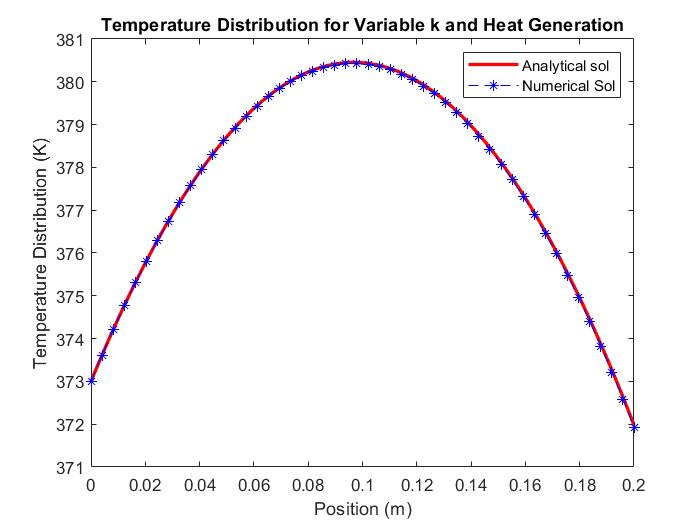 Temperature Distribution for Variable k and Heat Generation
Analytical sol
Numerical Sol
Temperature Distribution (K)
381
380
379
378
377
376
375
374
373
372
371
0 0.02 0.04 0.06 0.08 0.1 0.12 0.14 0.16 0.18 0.2
Position (m)